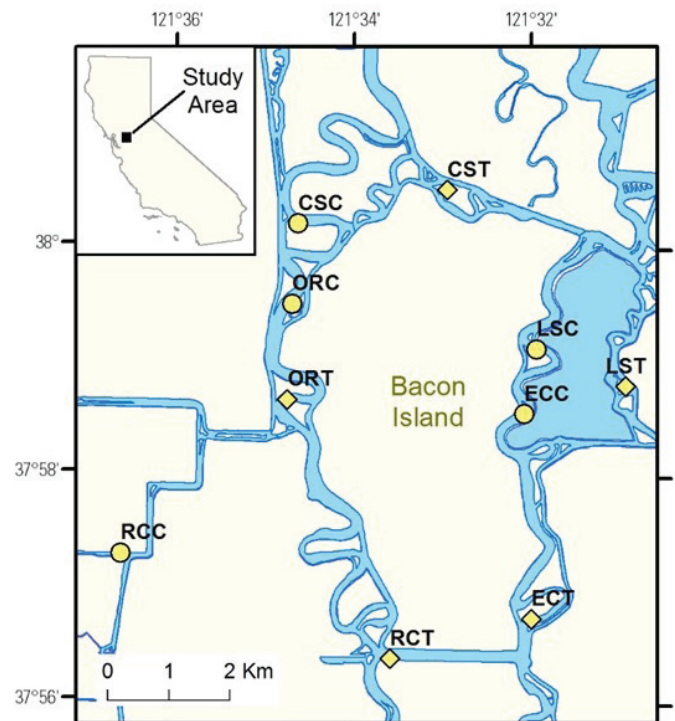 121°36' 121°34' 121°32'
Study
Area
CST
CSC
38°
ORC
LSC
LST
ORT
Bacon
Island
ECC
37°58'
RCC
ECT
RCT
0 1 2 Km
37°56'